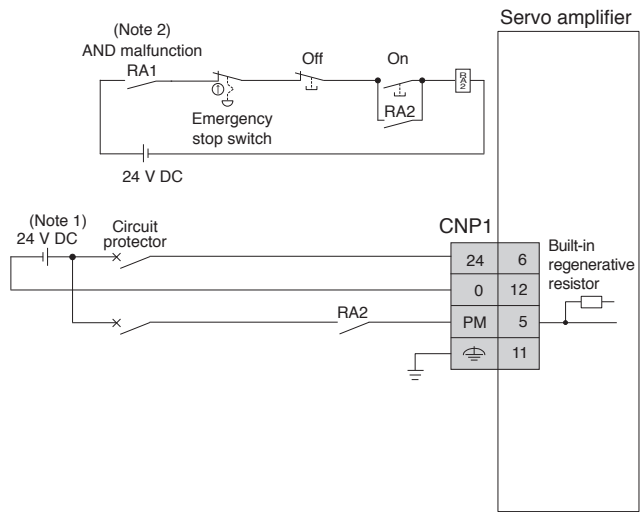 Servo amplifier
(Note 2)
AND malfunction
RA1
Off
On
RA2
RA2
Emergency
stop switch
24 V DC
(Note 1)
24 V DC
Circuit
protector
CNP1
24 6
0 12
PM 5
11
Built-in
regenerative
resistor
RA2